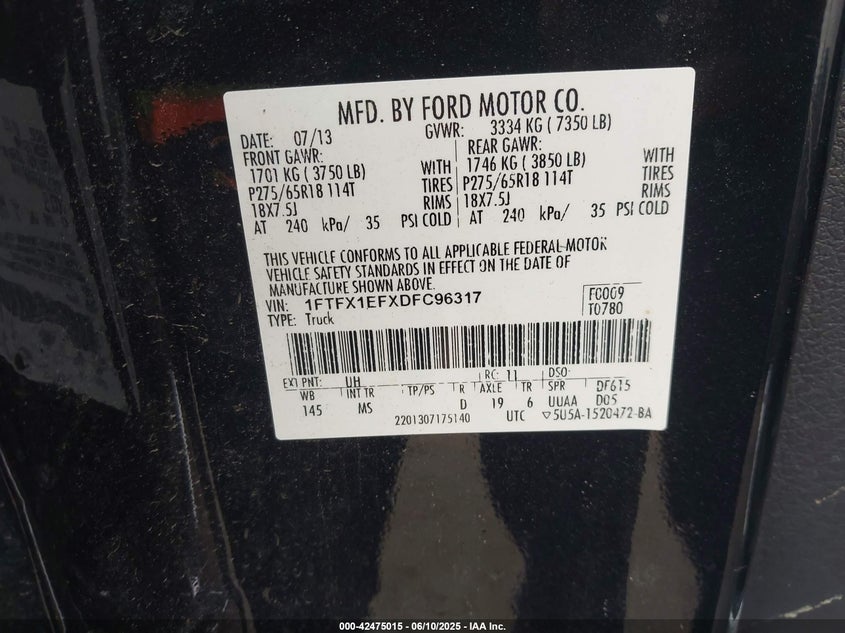 MFD. BY FORD MOTOR CO.
DATE: 07/13 GVWR: 3334 KG ( 7350 LB)
FRONT GAWR: REAR GAWR:
1701 KG ( 3750 LB) WITH 1746 KG ( 3850 LB) WITH
P275/65R18 114T TIRES P275/65R18 114T TIRES
18X7.5J RIMS 18X7.5J RIMS
AT 240 kPa/ 35 PSI COLD AT 240 kPa/ 35 PSI COLD
THIS VEHICLE CONFORMS TO ALL APPLICABLE FEDERAL MOTOR
VEHICLE SAFETY STANDARDS IN EFFECT ON THE DATE OF
MANUFACTURE SHOWN ABOVE.
VIN: 1FTFX1EFXDFC96317 F0009
TYPE: Truck T0780
EXT PNT: UH RC: 11 DSO:
WB INT TR TP/PS R AXLE TR SPR DF615
145 MS D 19 6 UUAA D05
2201307175140 UTC ▽5U5A-1520472-BA
000-42475015 - 06/10/2025 - IAA Inc.